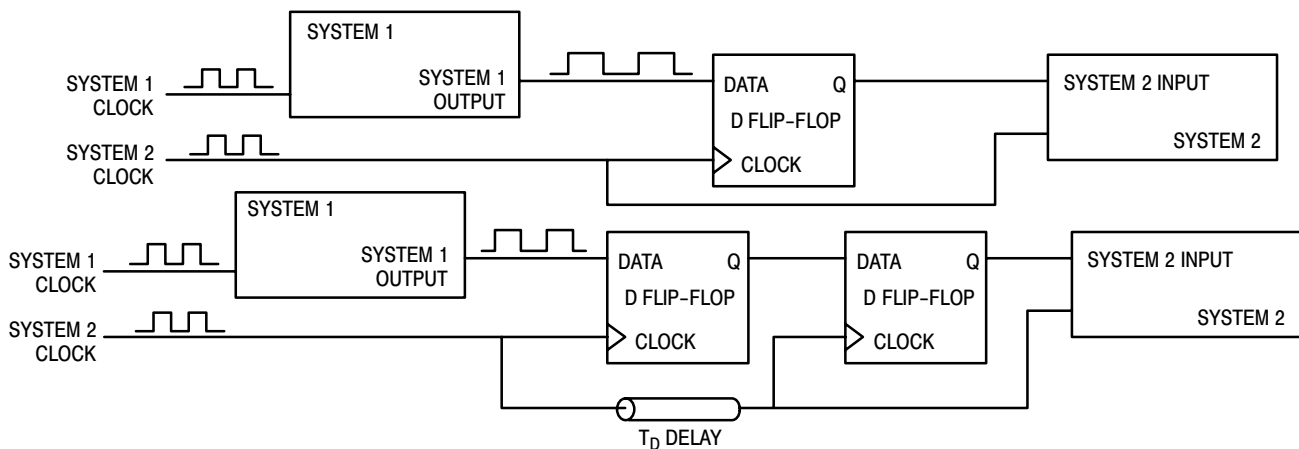 SYSTEM 1
SYSTEM 1
OUTPUT
SYSTEM 1
CLOCK
SYSTEM 2
CLOCK
DATA Q
D FLIP–FLOP
CLOCK
SYSTEM 2 INPUT
SYSTEM 2
SYSTEM 1
SYSTEM 1
OUTPUT
SYSTEM 1
CLOCK
SYSTEM 2
CLOCK
DATA Q
D FLIP–FLOP
CLOCK
DATA Q
D FLIP–FLOP
CLOCK
SYSTEM 2 INPUT
SYSTEM 2
TD DELAY